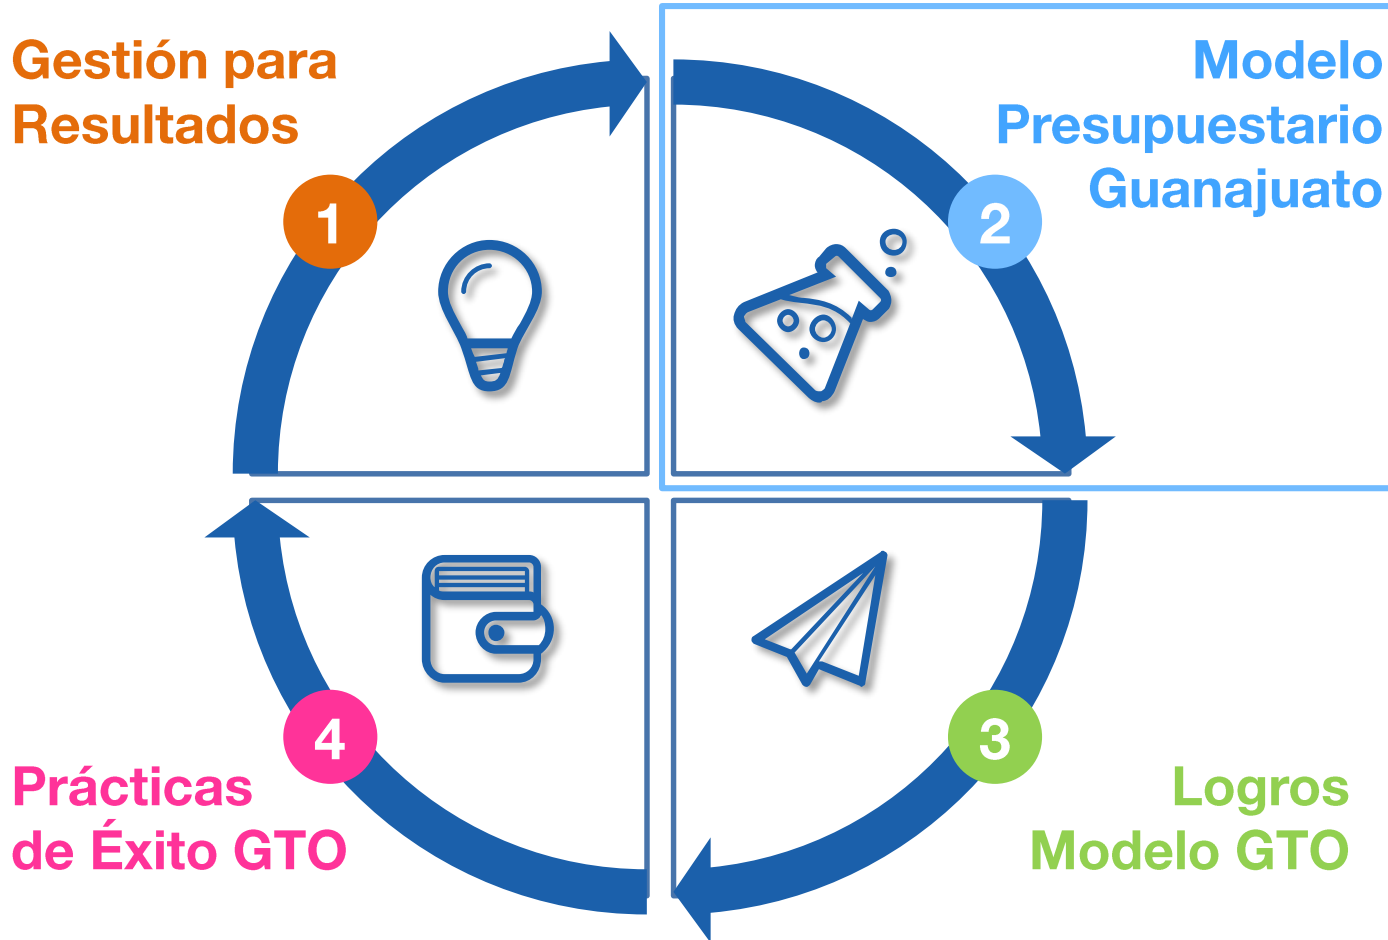 Gestión para
Resultados
1
Modelo
Presupuestario
Guanajuato
2
3
Logros
Modelo GTO
4
Prácticas
de Éxito GTO